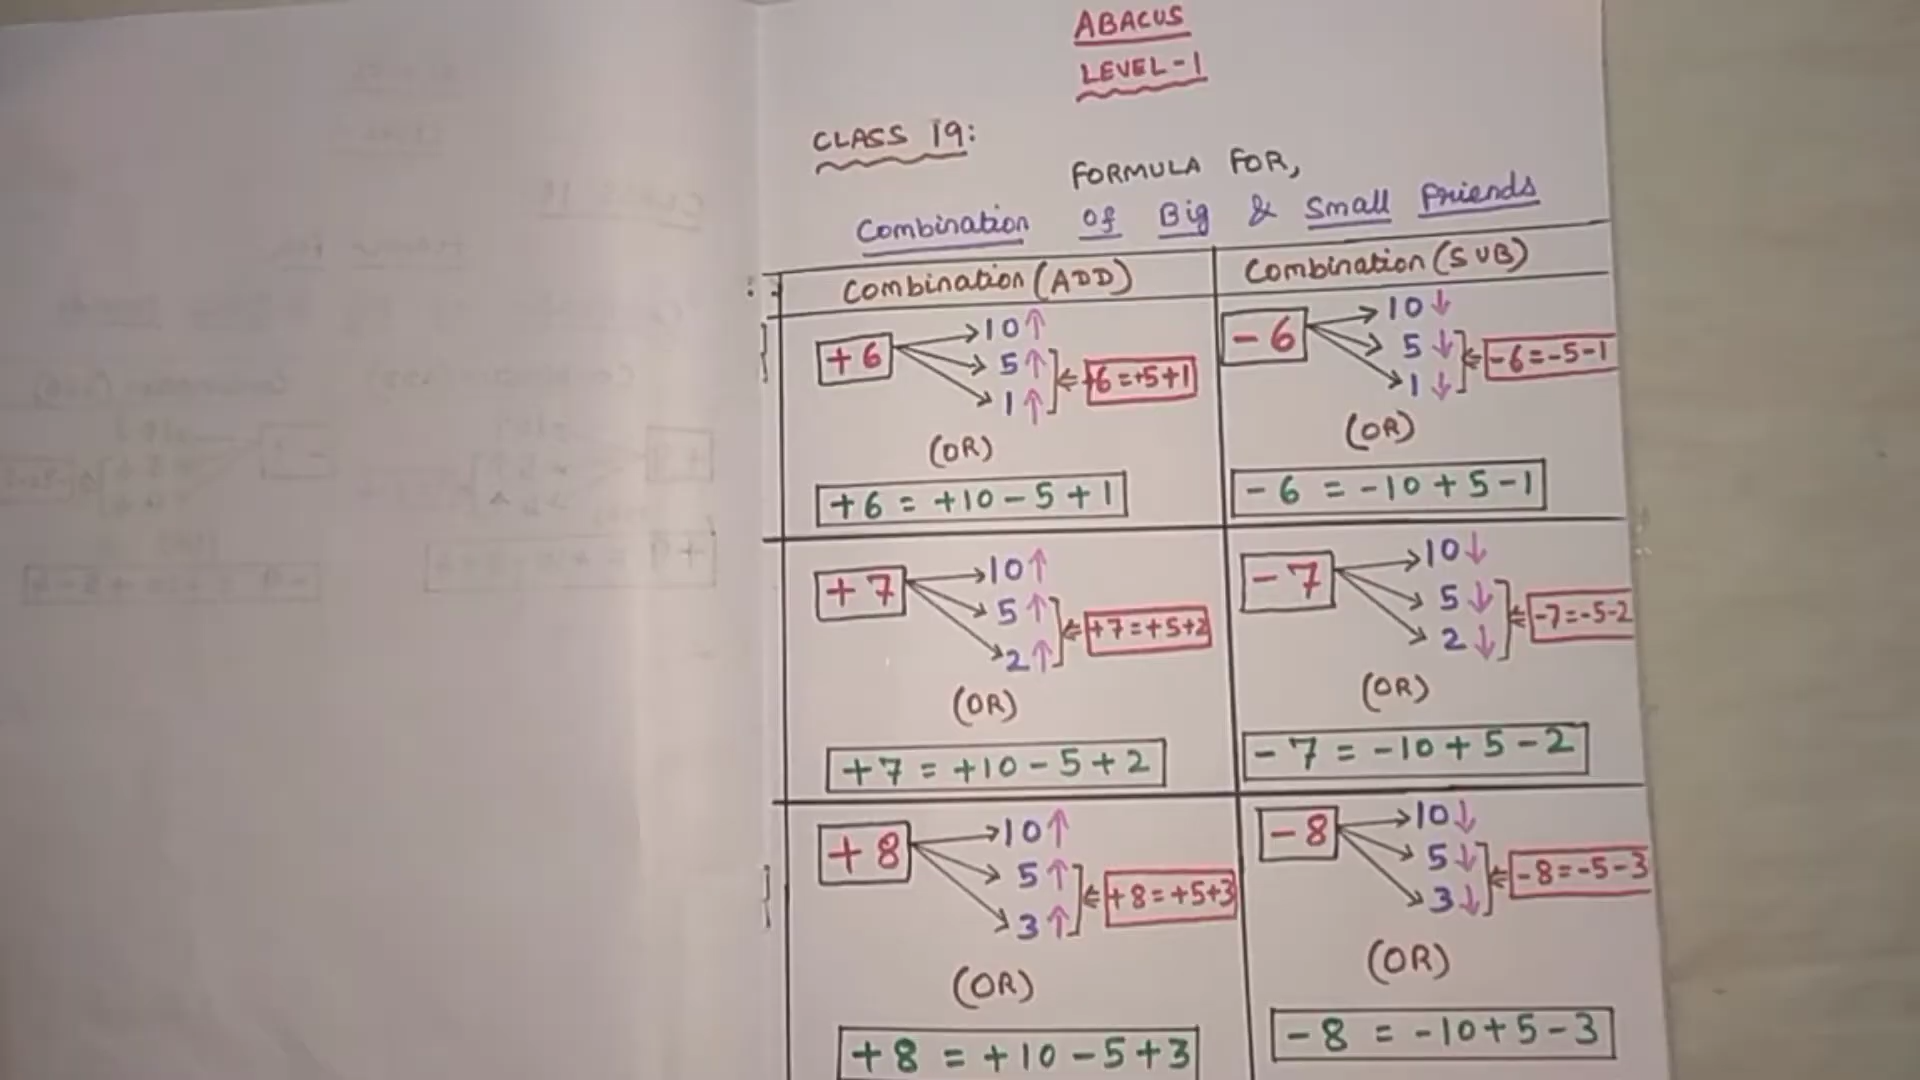 ABACUS
LEVEL-1
CLASS 19:
FORMULA FOR,
Combination of Big & Small Friends
Combination (ADD)
Combination (SUB)
+6
10↑
5↑
1↑
+6=+5+1
(OR)
+6 = +10-5+1
-6
10↓
5↓
1↓
-6=-5-1
(OR)
-6 = -10+5-1
+7
10↑
5↑
2↑
+7=+5+2
(OR)
+7 = +10-5+2
-7
10↓
5↓
2↓
-7=-5-2
(OR)
-7 = -10+5-2
+8
10↑
5↑
3↑
+8=+5+3
(OR)
+8 = +10-5+3
-8
10↓
5↓
3↓
-8=-5-3
(OR)
-8 = -10+5-3